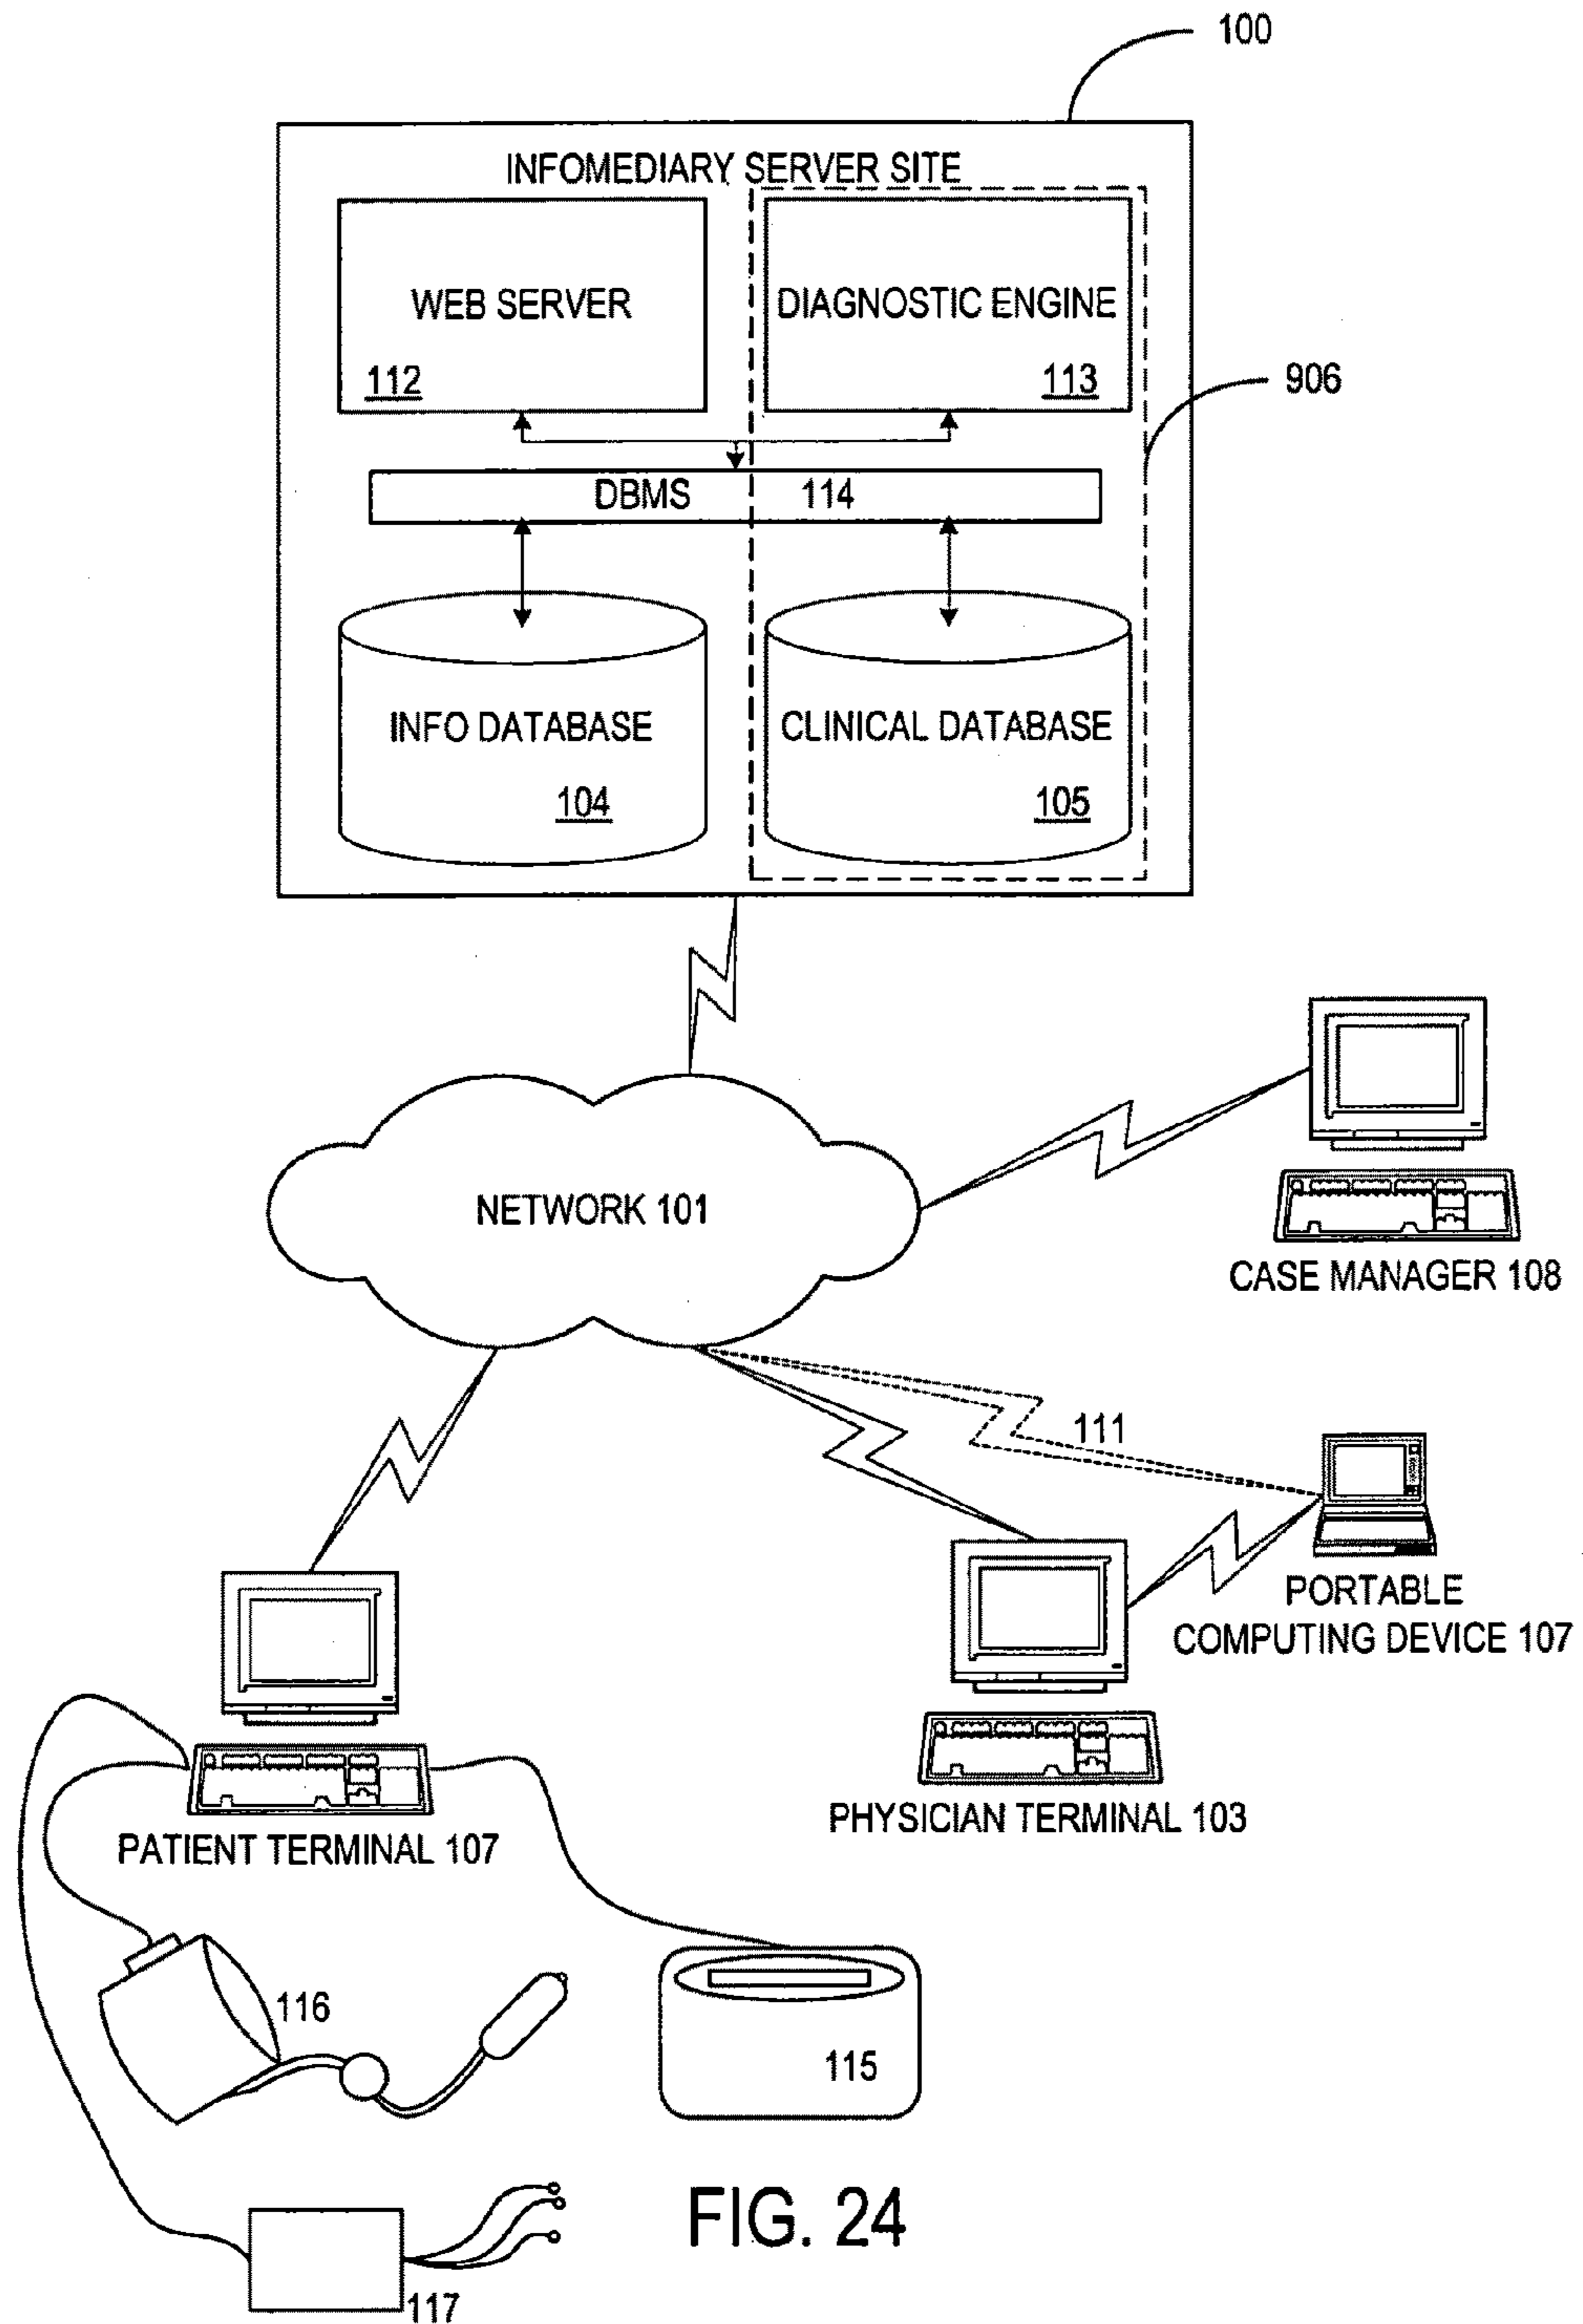 100
INFOMEDIARY SERVER SITE
WEB SERVER
112
DIAGNOSTIC ENGINE
113
906
DBMS 114
INFO DATABASE
104
CLINICAL DATABASE
105
NETWORK 101
CASE MANAGER 108
111
PORTABLE
COMPUTING DEVICE 107
PHYSICIAN TERMINAL 103
PATIENT TERMINAL 107
116
115
117
FIG. 24